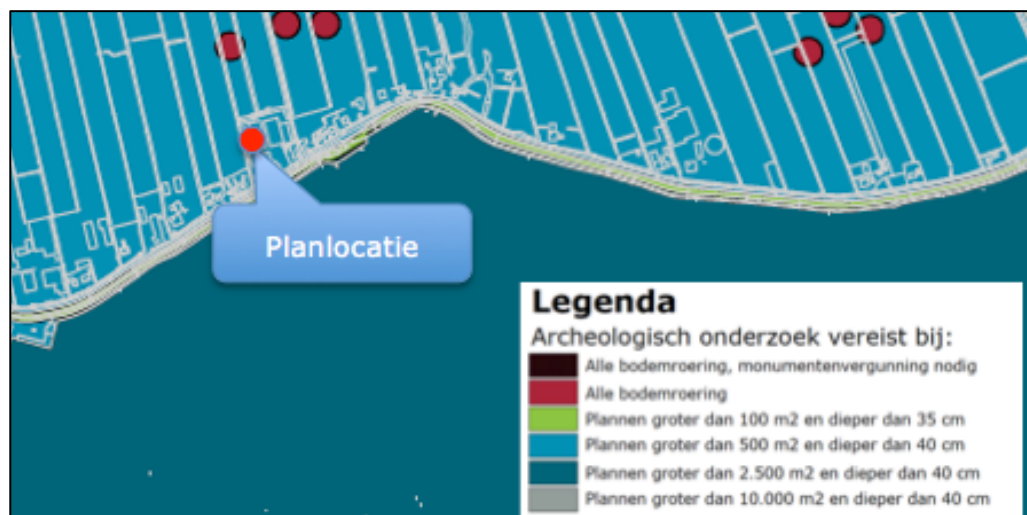 Planlocatie
Legenda
Archeologisch onderzoek vereist bij:
Alle bodemroering, monumentenvergunning nodig
Alle bodemroering
Plannen groter dan 100 m2 en dieper dan 35 cm
Plannen groter dan 500 m2 en dieper dan 40 cm
Plannen groter dan 2.500 m2 en dieper dan 40 cm
Plannen groter dan 10.000 m2 en dieper dan 40 cm